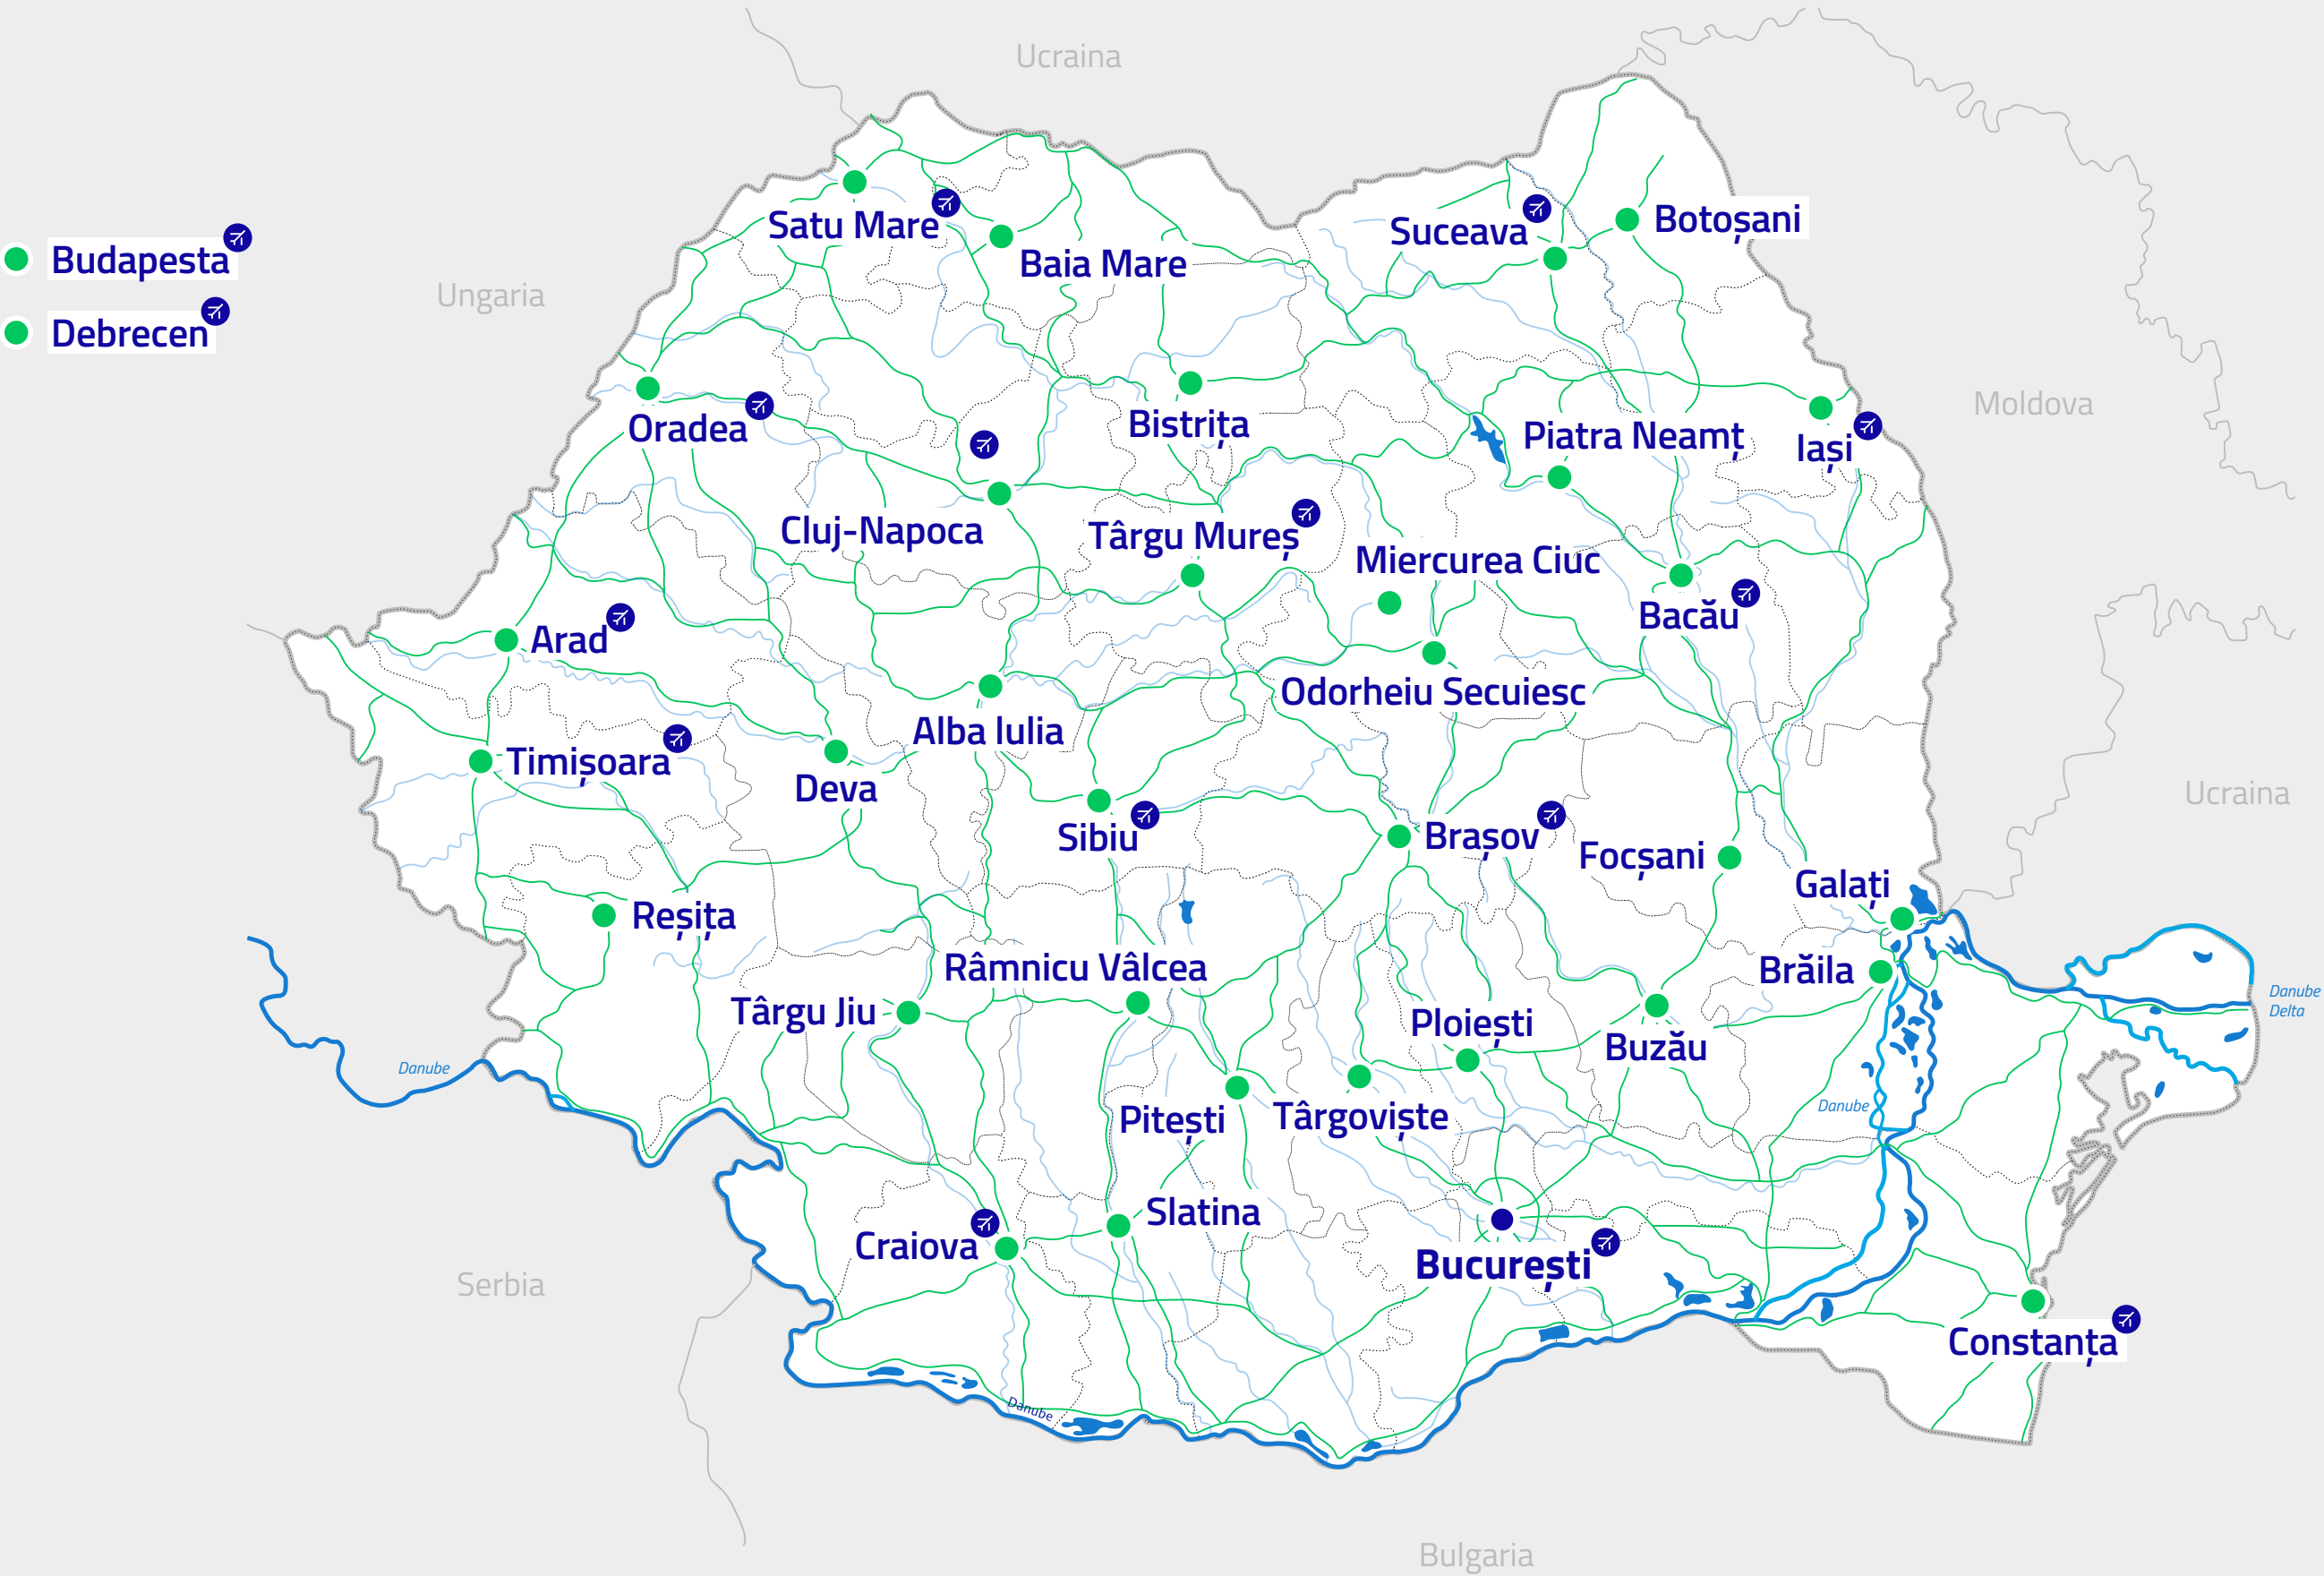 Ucraina
Satu Mare
Suceava
Botoșani
Budapesta
Baia Mare
Ungaria
Debrecen
Moldova
Oradea
Bistrița
Piatra Neamț
Iași
Cluj-Napoca
Târgu Mureș
Miercurea Ciuc
Bacău
Arad
Odorheiu Secuiesc
Alba Iulia
Timișoara
Deva
Ucraina
Sibiu
Brașov
Focșani
Galați
Reșița
Râmnicu Vâlcea
Brăila
Danube
Delta
Târgu Jiu
Ploiești
Buzău
Danube
Danube
Pitești
Târgoviște
Slatina
Craiova
București
Serbia
Constanța
Danube
Bulgaria